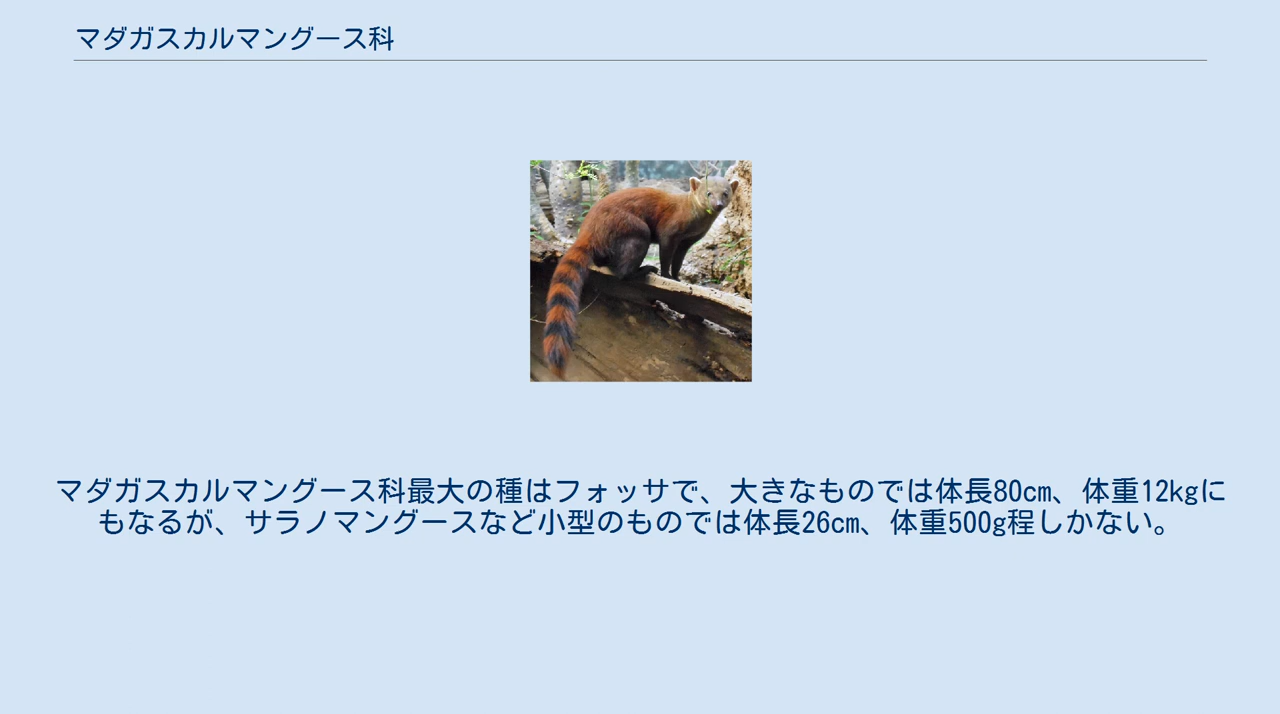 マダガスカルマングース科
マダガスカルマングース科最大の種はフォッサで、大きなものでは体長80cm、体重12kgに
もなるが、サラノマングースなど小型のものでは体長26cm、体重500g程しかない。